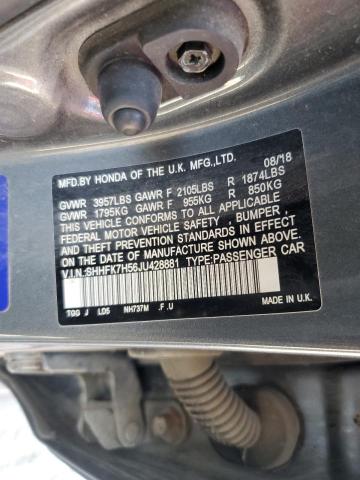 MFD.BY HONDA OF THE U.K. MFG.,LTD. 08/18
GVWR 3957LBS GAWR F 2105LBS R 1874LBS
GVWR 1795KG GAWR F 955KG R 850KG
THIS VEHICLE CONFORMS TO ALL APPLICABLE
FEDERAL MOTOR VEHICLE SAFETY , BUMPER ,
AND THEFT PREVENTION STANDARDS IN EFFECT
ON THE DATE OF MANUFACTURE SHOWN ABOVE.
V.I.N.:SHHFK7H56JU428881 TYPE:PASSENGER CAR
TGG J LD5 NH737M .F .U MADE IN U.K.